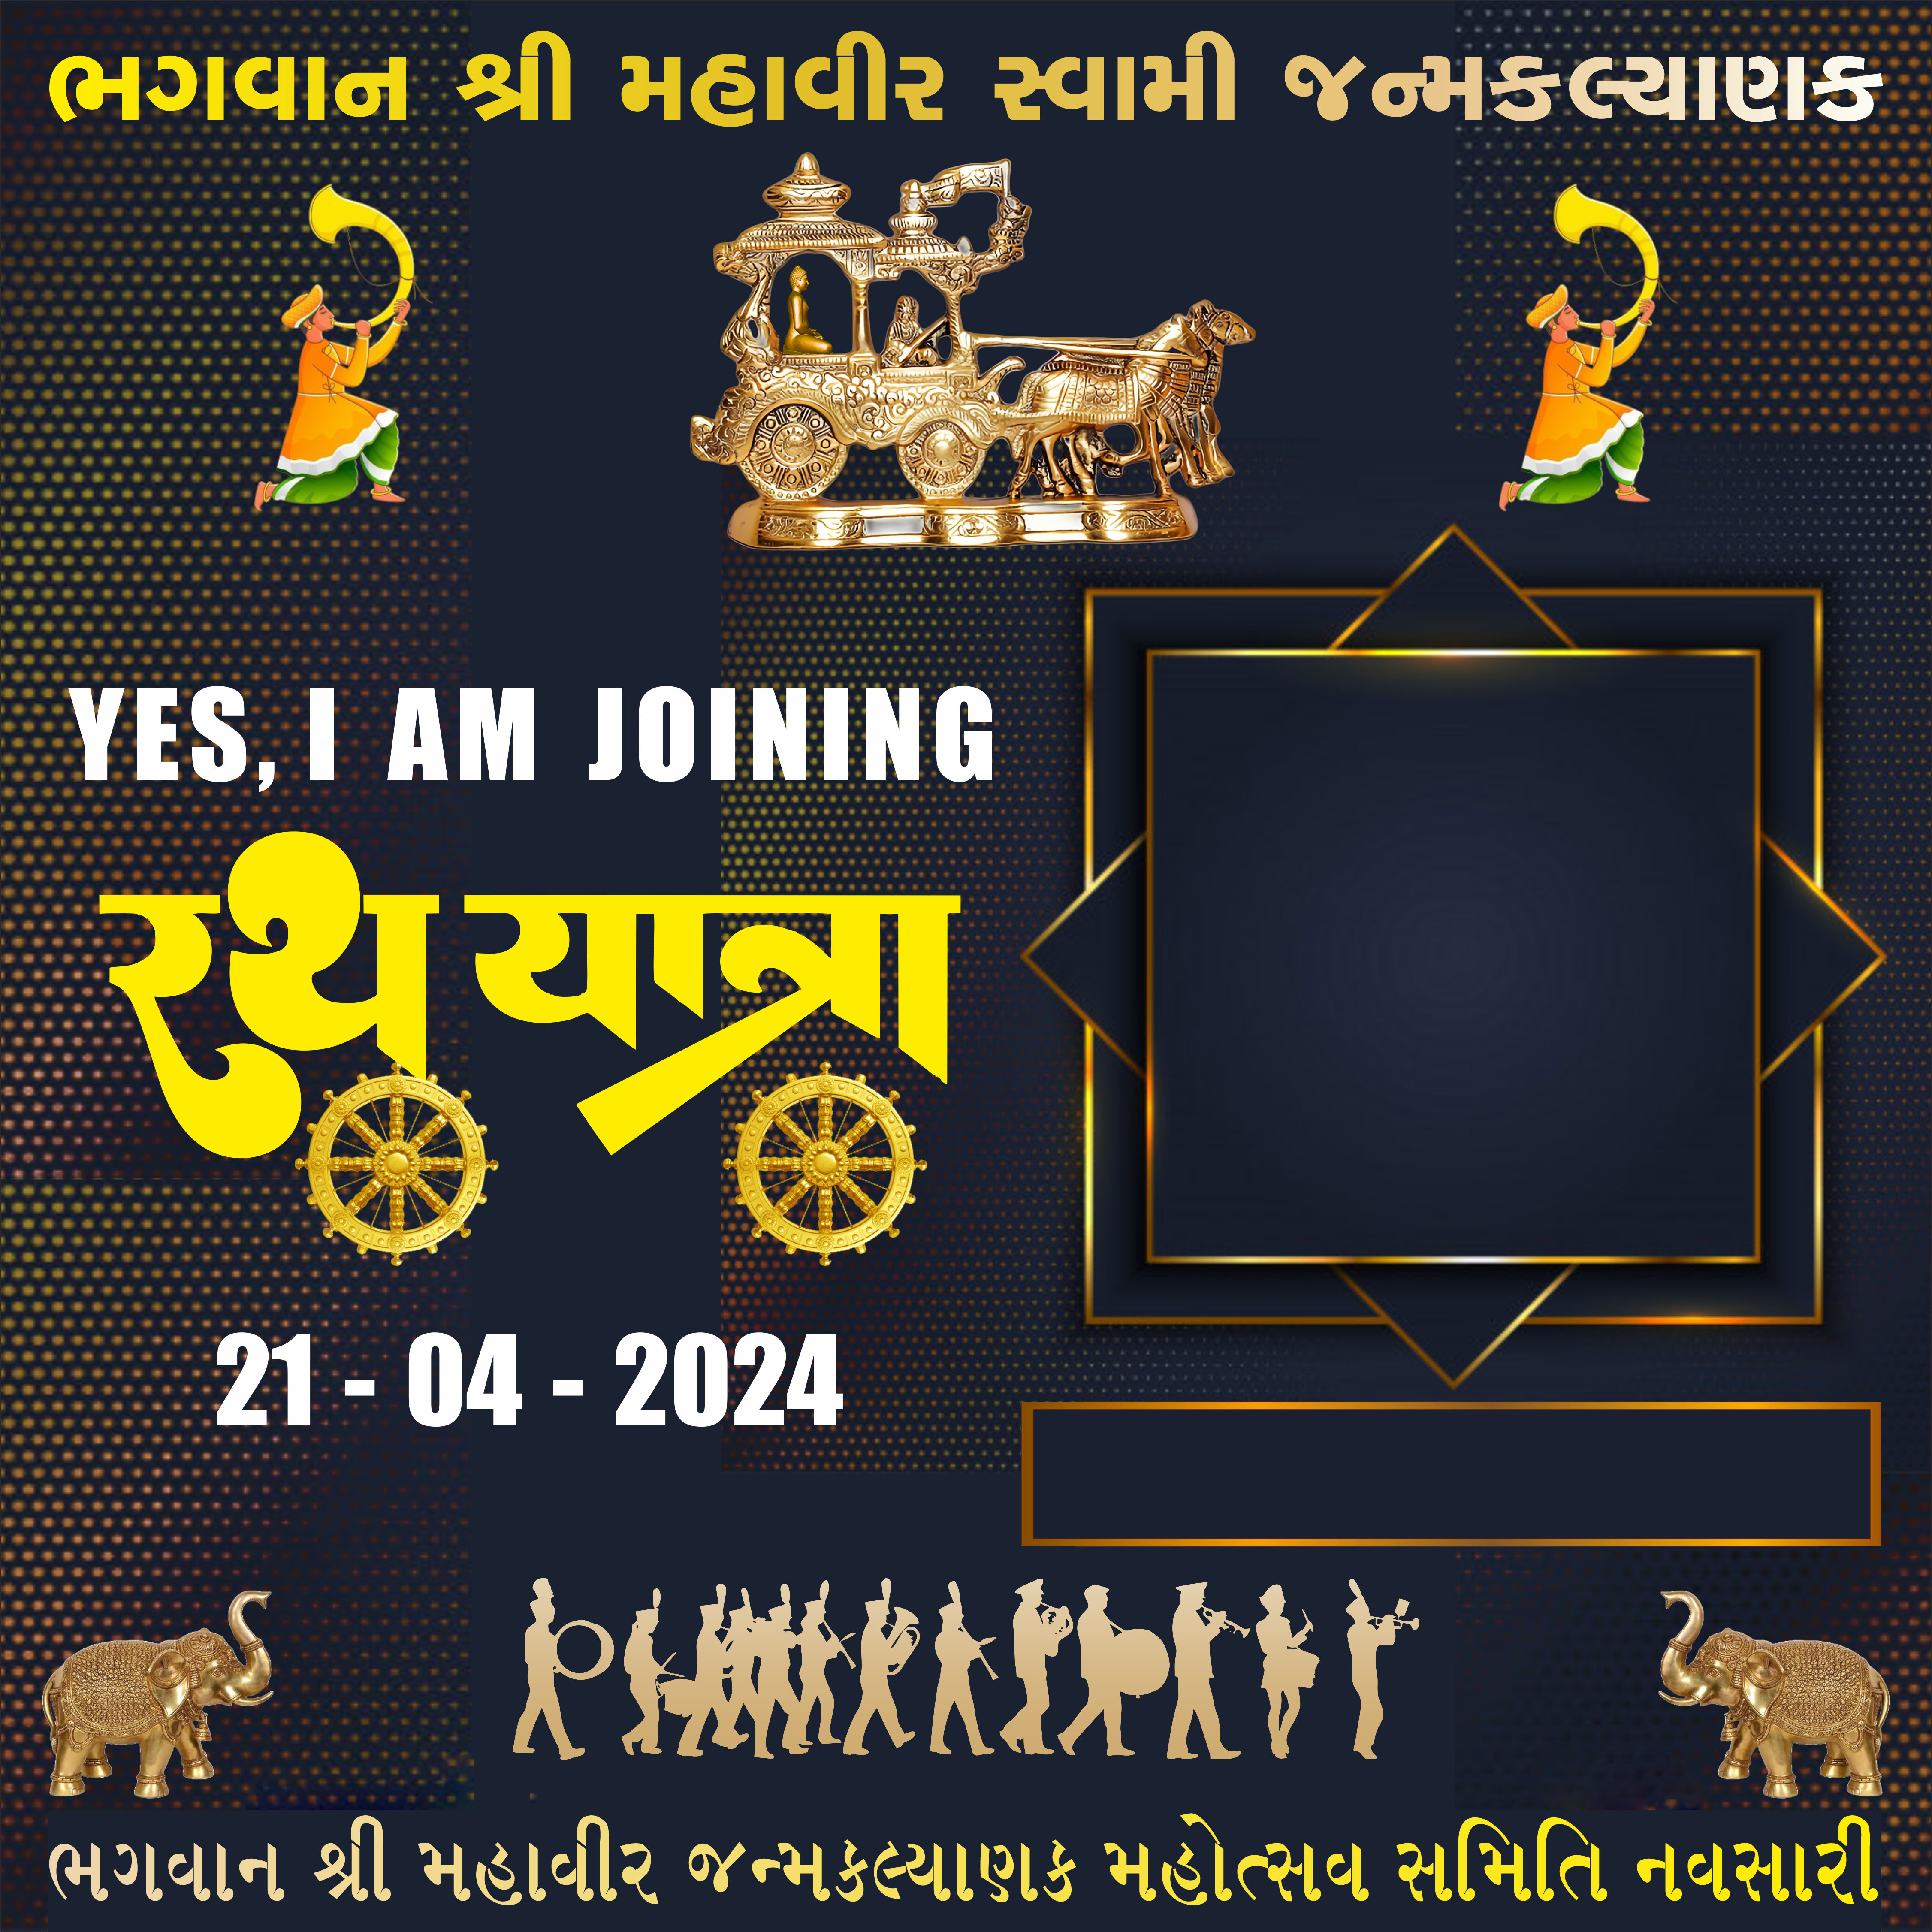 ભગવાન શ્રી મહાવીર સ્વામી જન્મકલ્યાણક
YES, I AM JOINING
रथ यात्रा
21 - 04 - 2024
ભગવાન શ્રી મહાવીર જન્મકલ્યાણક મહોત્સવ સમિતિ નવસારી